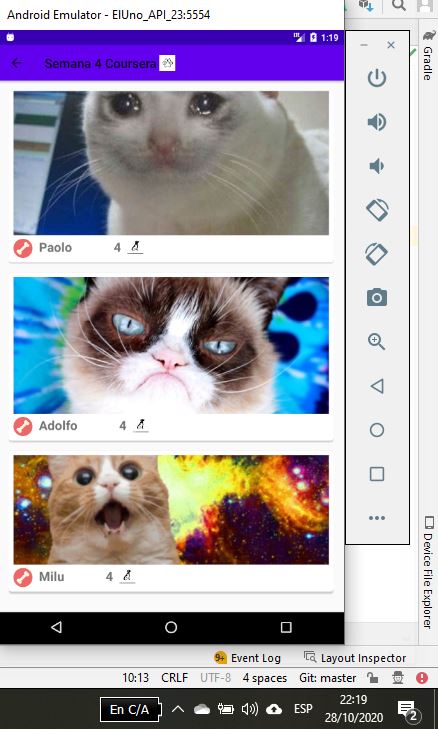 Android Emulator - ElUno_API_23:5554
1:19
Semana 4 Coursera
Paolo 4
Adolfo 4
Milu 4
Gradle
Device File Explorer
9+ Event Log Layout Inspector
10:13 CRLF UTF-8 4 spaces Git: master
En C/A ESP 22:19
28/10/2020 2